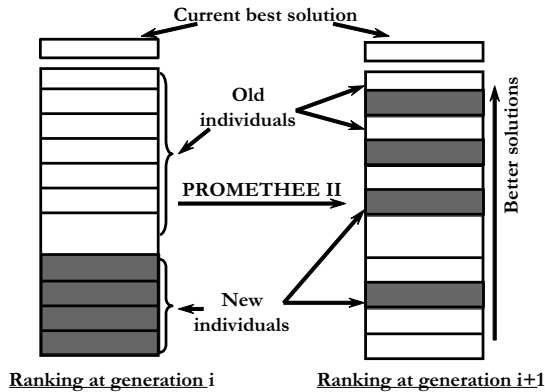 Current best solution
Old
individuals
PROMETHEE II
New
individuals
Better solutions
Ranking at generation i
Ranking at generation i+1